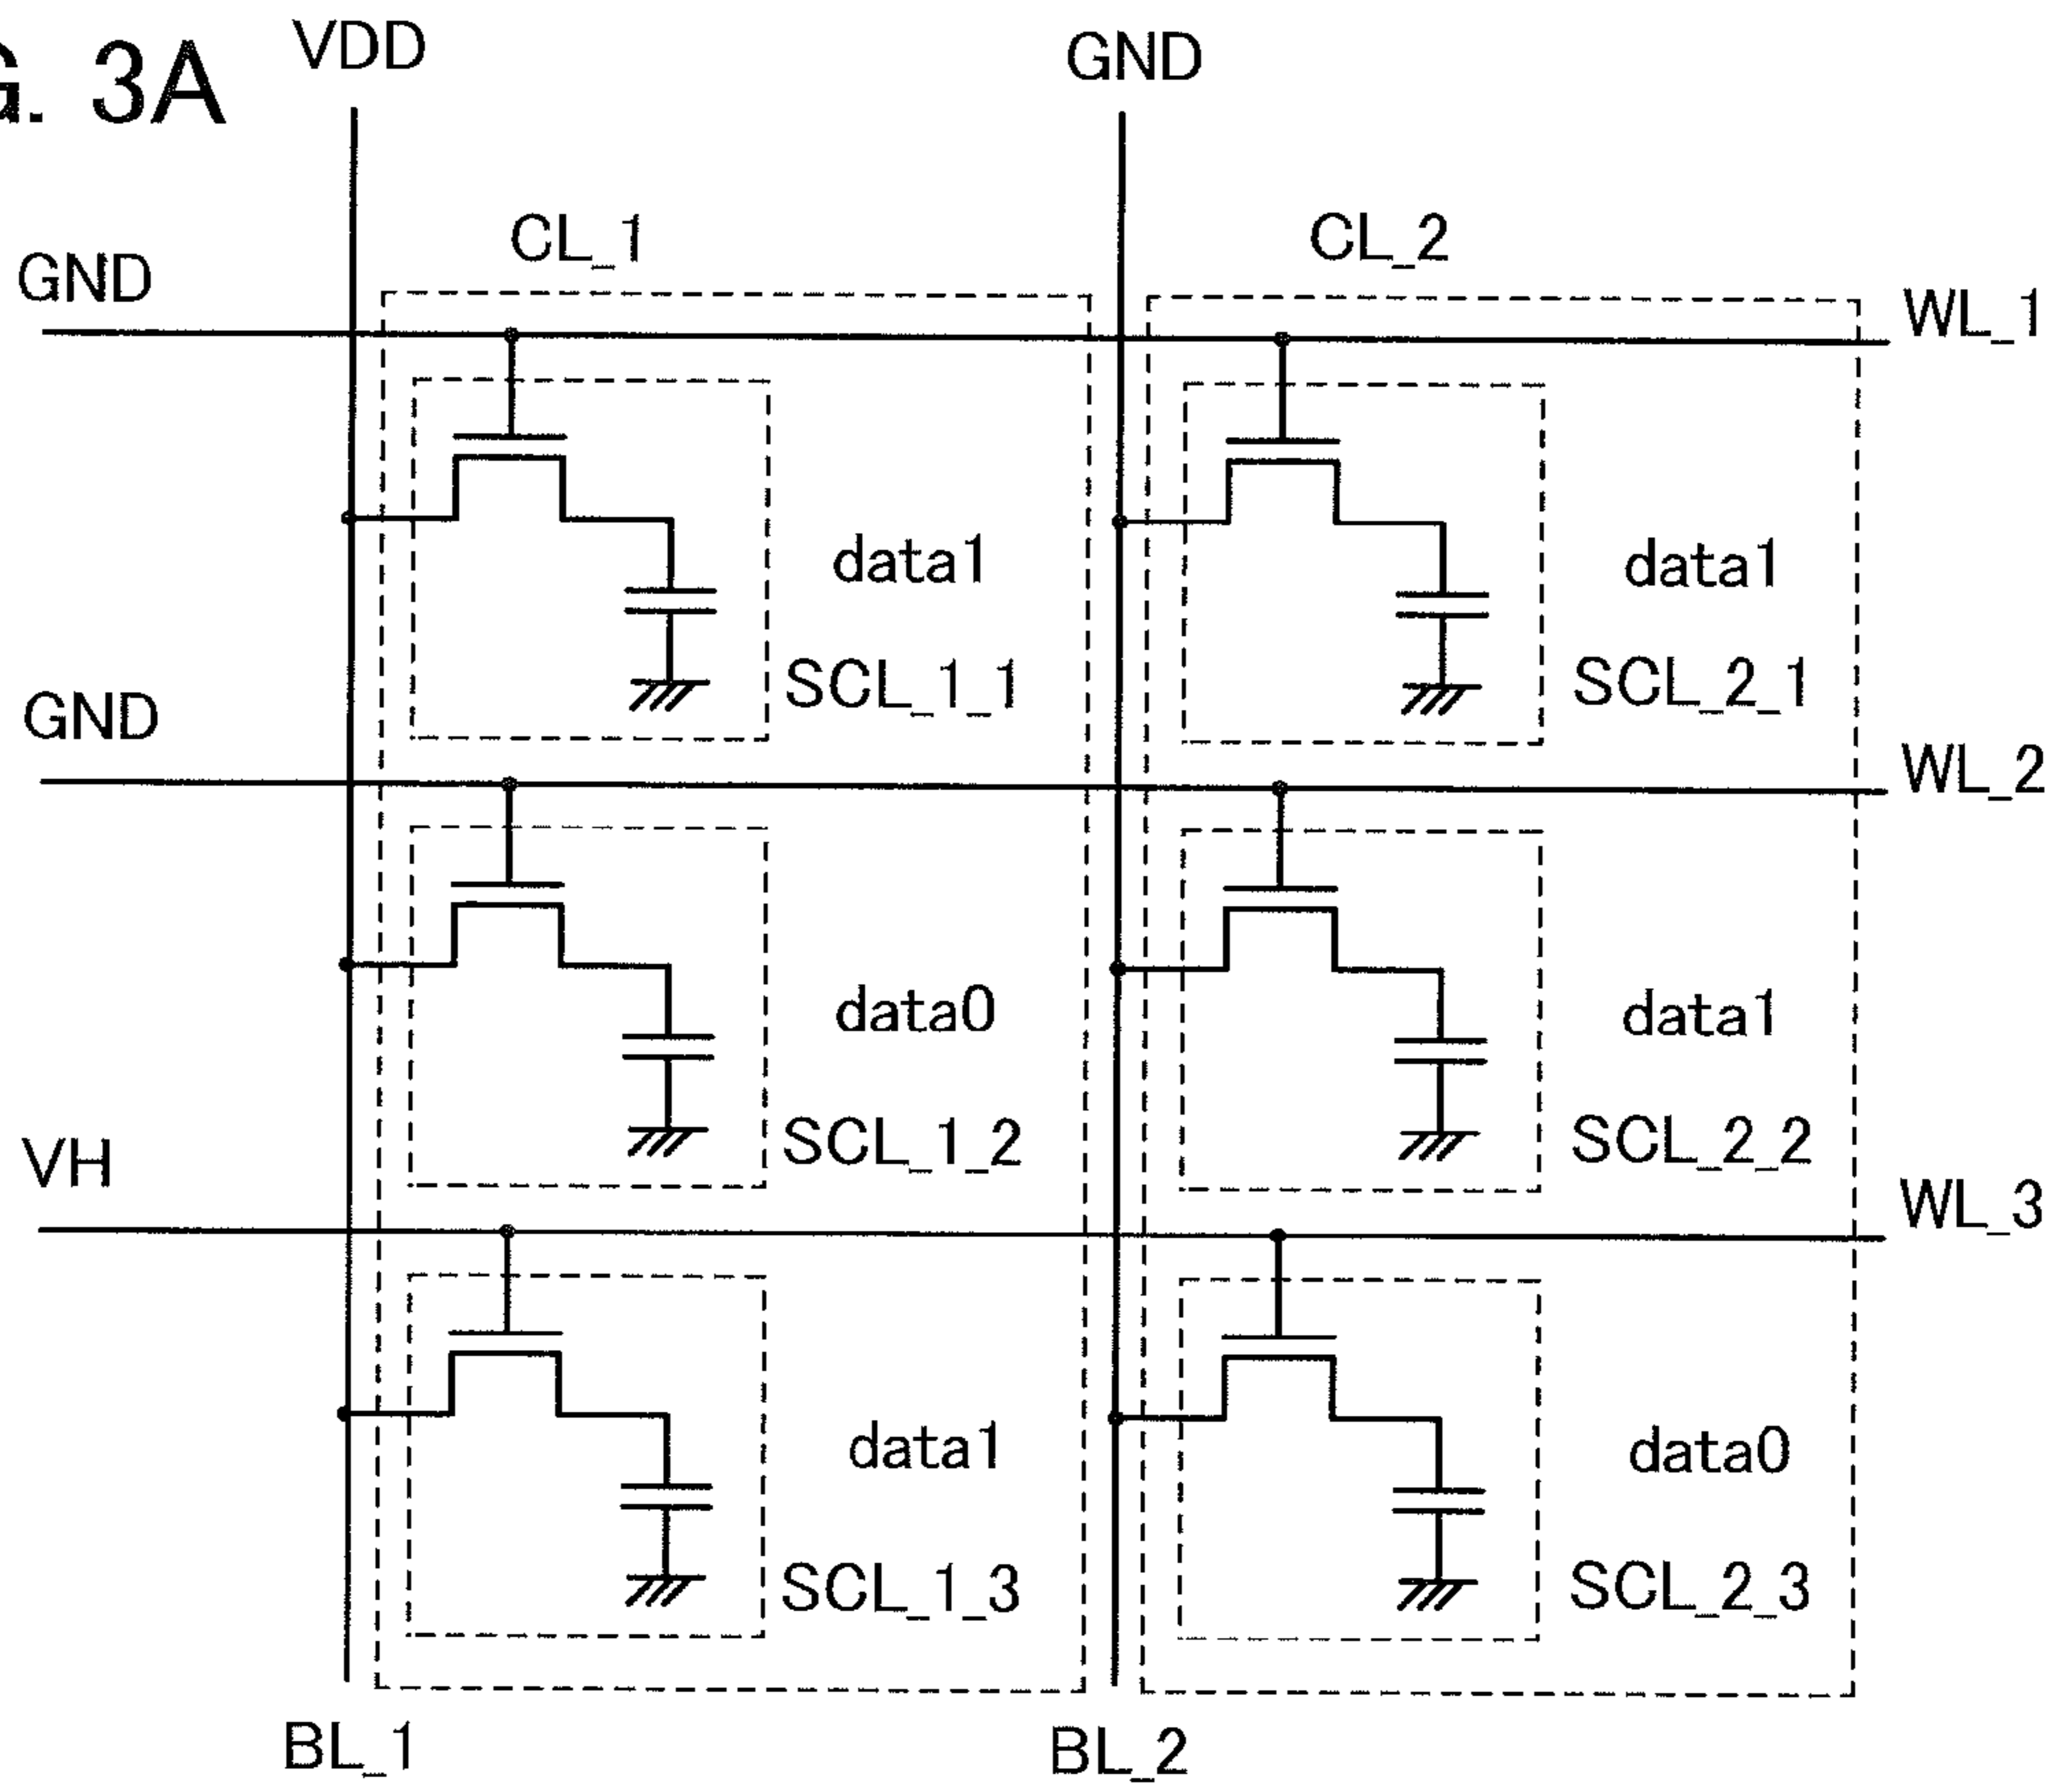 G. 3A
VDD
GND
CL_1
CL_2
GND
WL_1
data1
data1
SCL_1_1
SCL_2_1
GND
WL_2
data0
data1
SCL_1_2
SCL_2_2
VH
WL_3
data1
data0
SCL_1_3
SCL_2_3
BL_1
BL_2